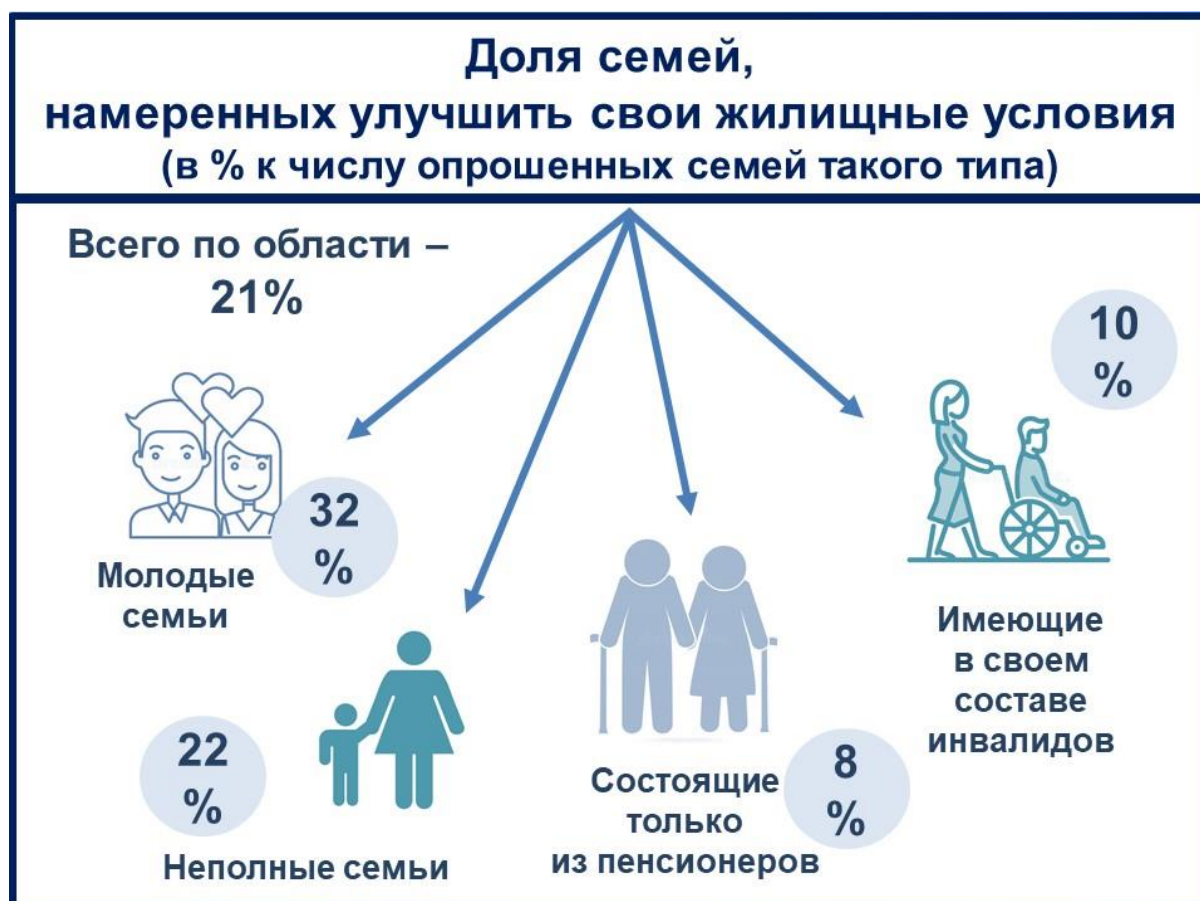 Доля семей,
намеренных улучшить свои жилищные условия
(в % к числу опрошенных семей такого типа)
Всего по области –
21%
10
%
32
%
Молодые
семьи
Имеющие
в своем
составе
инвалидов
22
%
Неполные семьи
8
%
Состоящие
только
из пенсионеров